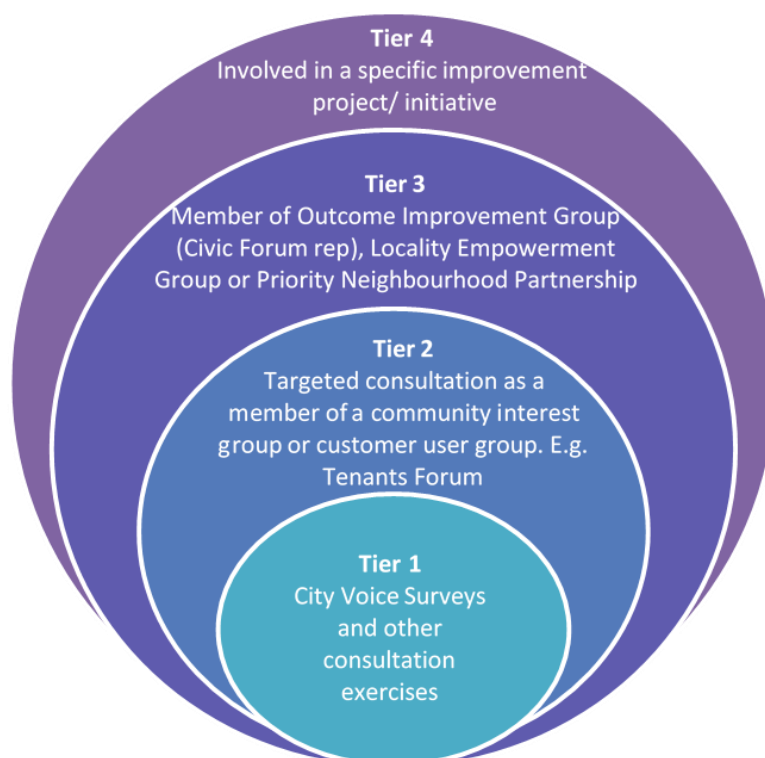 Tier 4
Involved in a specific improvement
project/ initiative
Tier 3
Member of Outcome Improvement Group
(Civic Forum rep), Locality Empowerment
Group or Priority Neighbourhood Partnership
Tier 2
Targeted consultation as a
member of a community interest
group or customer user group. E.g.
Tenants Forum
Tier 1
City Voice Surveys
and other
consultation
exercises